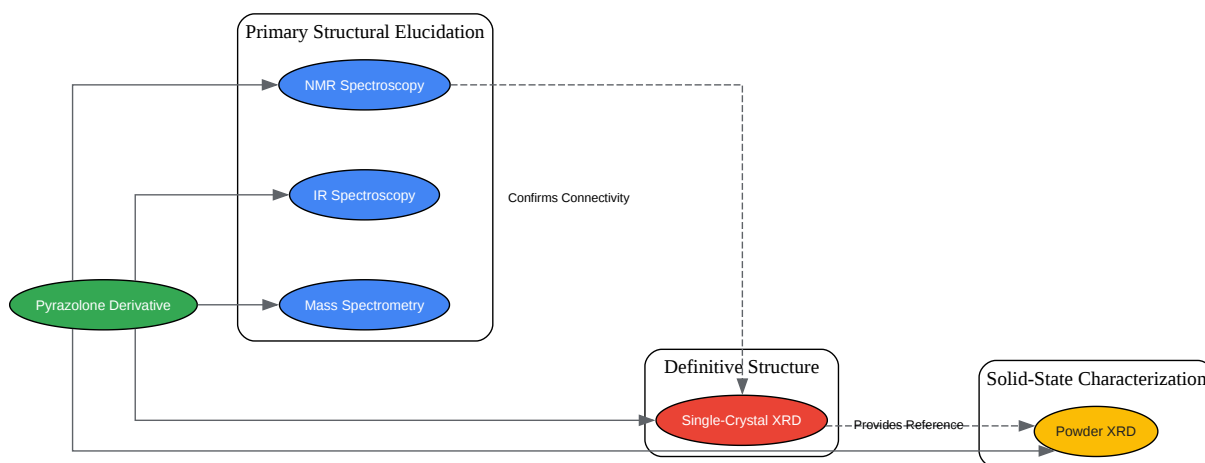 Primary Structural Elucidation
NMR Spectroscopy
IR Spectroscopy
Confirms Connectivity
Pyrazolone Derivative
Mass Spectrometry
Definitive Structure
Single-Crystal XRD
Provides Reference
Solid-State Characterization
Powder XRD